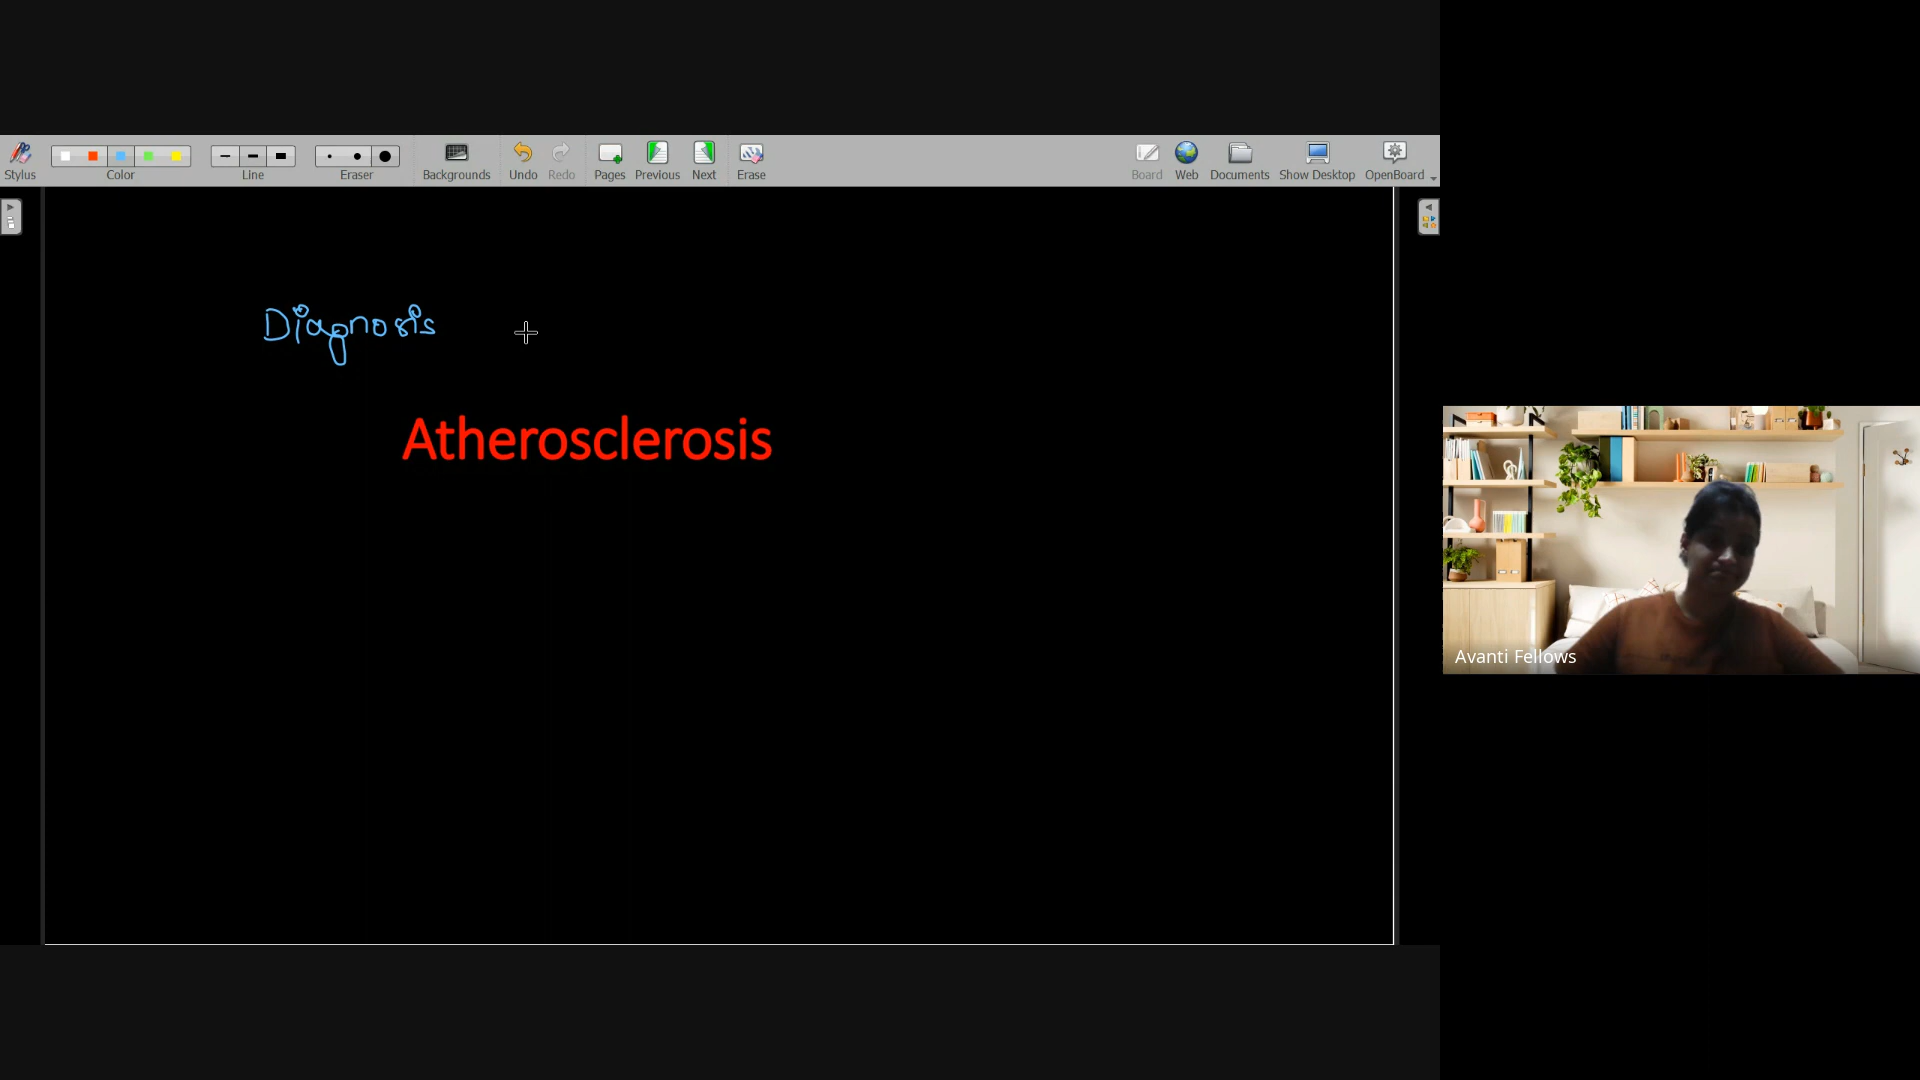 Stylus Color Line Eraser Backgrounds Undo Redo Pages Previous Next Erase Board Web Documents Show Desktop OpenBoard
Diagnosis
Atherosclerosis
Avanti Fellows